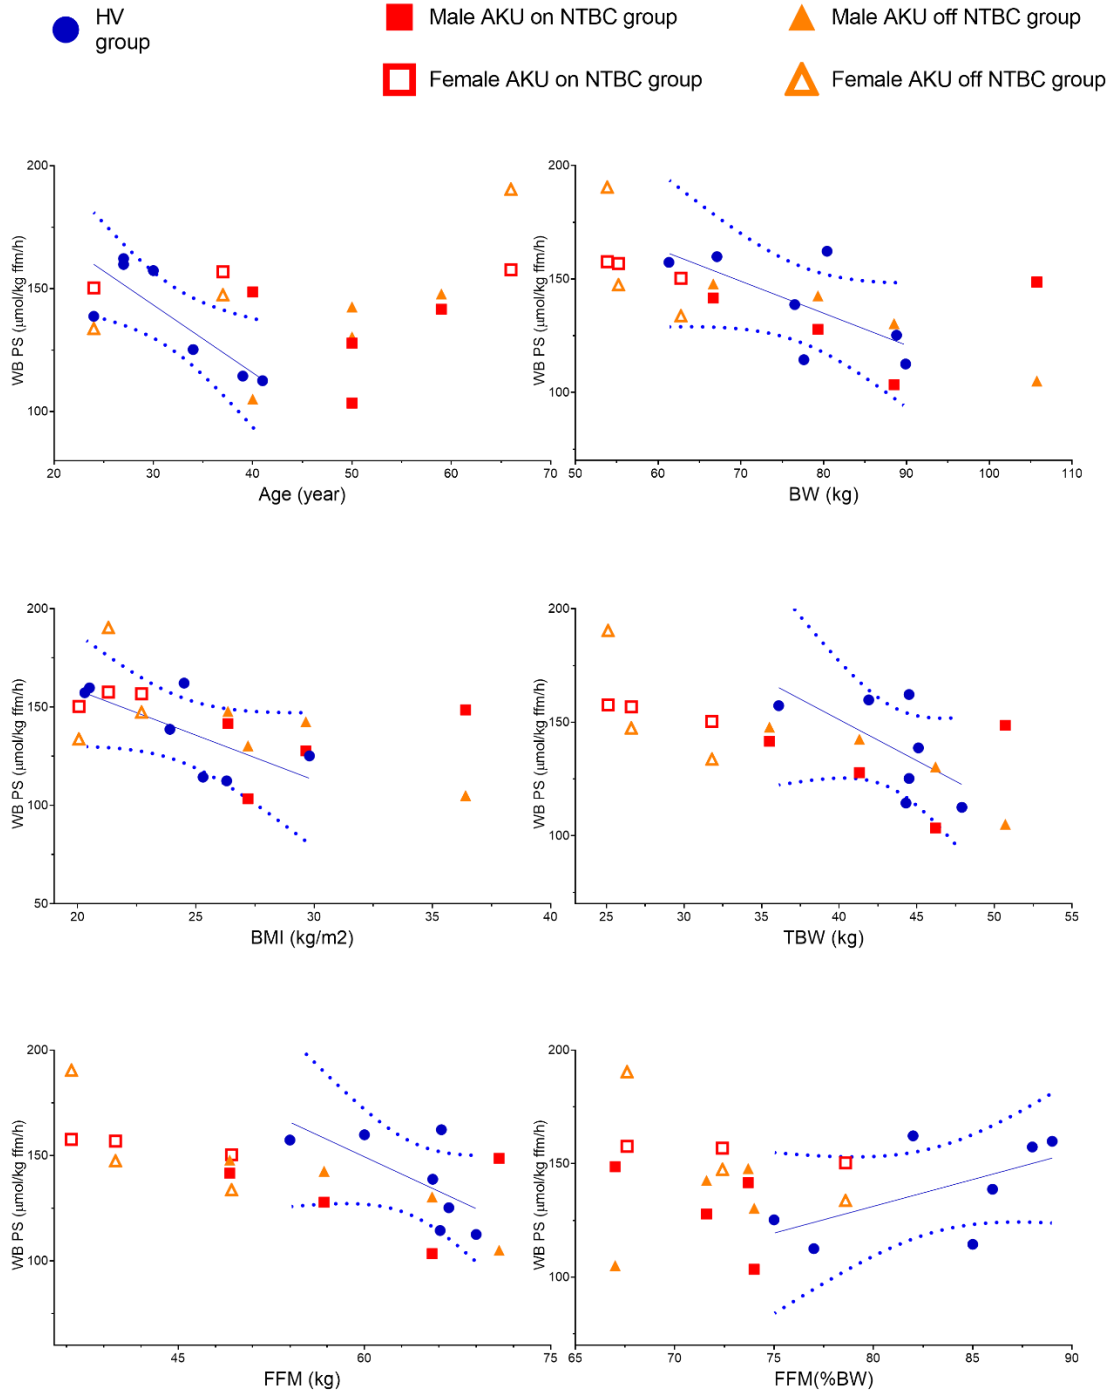 HV
group
Male AKU on NTBC group
Male AKU off NTBC group
Female AKU on NTBC group
Female AKU off NTBC group
200
150
100
WB PS (μmol/kg ffm/h)
20 30 40 50 60 70
Age (year)
200
150
100
50
WB PS (μmol/kg ffm/h)
50 60 70 80 90 100 110
BW (kg)
200
150
100
50
WB PS (μmol/kg ffm/h)
20 25 30 35 40
BMI (kg/m2)
200
150
100
WB PS (μmol/kg ffm/h)
25 30 35 40 45 50 55
TBW (kg)
200
150
100
WB PS (μmol/kg ffm/h)
45 60 75
FFM (kg)
200
150
100
WB PS (μmol/kg ffm/h)
65 70 75 80 85 90
FFM(%BW)